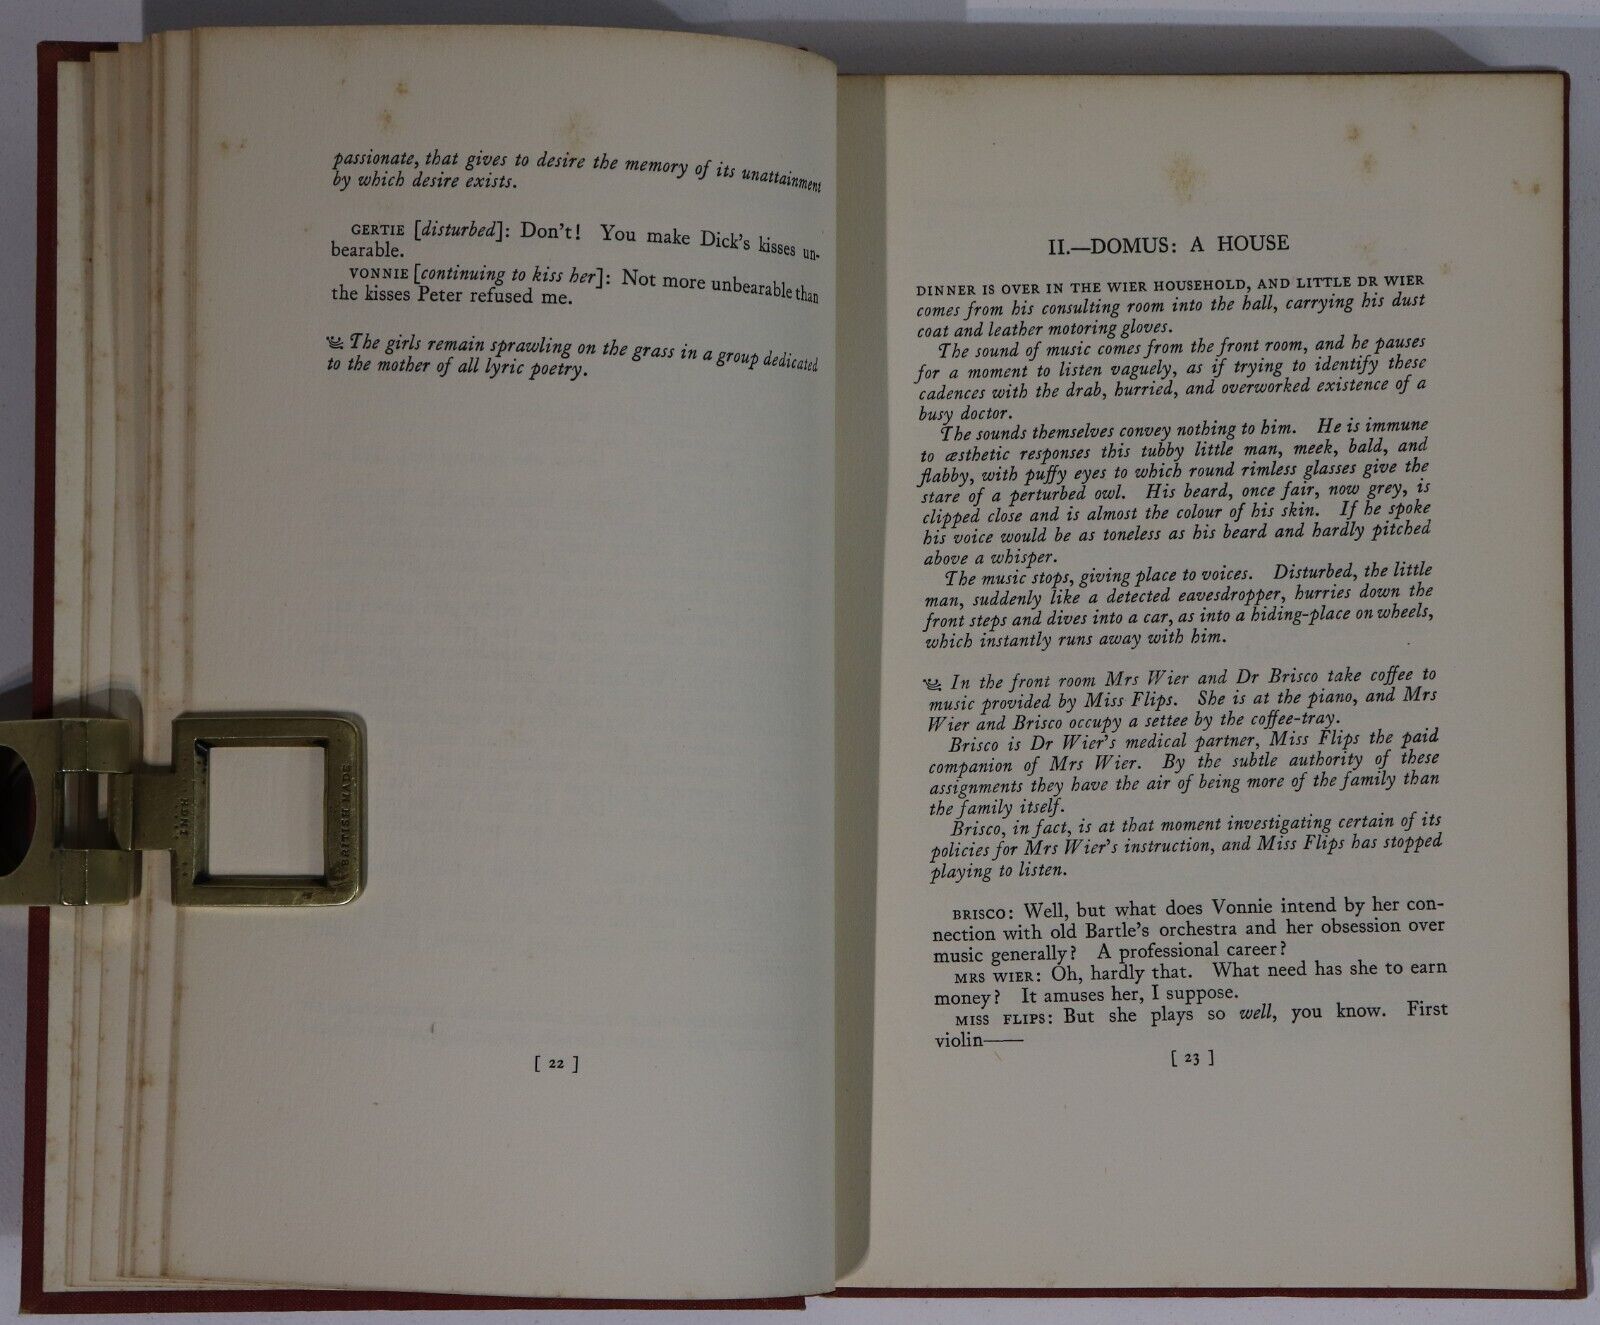 passionate, that gives to desire the memory of its unattainment
by which desire exists.
GERTIE [disturbed]: Don't! You make Dick's kisses un-
bearable.
VONNIE [continuing to kiss her]: Not more unbearable than
the kisses Peter refused me.
The girls remain sprawling on the grass in a group dedicated
to the mother of all lyric poetry.
[ 22 ]
LINEN
BRITISH MADE
II.—DOMUS: A HOUSE
DINNER IS OVER IN THE WIER HOUSEHOLD, AND LITTLE DR WIER
comes from his consulting room into the hall, carrying his dust
coat and leather motoring gloves.
The sound of music comes from the front room, and he pauses
for a moment to listen vaguely, as if trying to identify these
cadences with the drab, hurried, and overworked existence of a
busy doctor.
The sounds themselves convey nothing to him. He is immune
to æsthetic responses this tubby little man, meek, bald, and
flabby, with puffy eyes to which round rimless glasses give the
stare of a perturbed owl. His beard, once fair, now grey, is
clipped close and is almost the colour of his skin. If he spoke
his voice would be as toneless as his beard and hardly pitched
above a whisper.
The music stops, giving place to voices. Disturbed, the little
man, suddenly like a detected eavesdropper, hurries down the
front steps and dives into a car, as into a hiding-place on wheels,
which instantly runs away with him.
In the front room Mrs Wier and Dr Brisco take coffee to
music provided by Miss Flips. She is at the piano, and Mrs
Wier and Brisco occupy a settee by the coffee-tray.
Brisco is Dr Wier's medical partner, Miss Flips the paid
companion of Mrs Wier. By the subtle authority of these
assignments they have the air of being more of the family than
the family itself.
Brisco, in fact, is at that moment investigating certain of its
policies for Mrs Wier's instruction, and Miss Flips has stopped
playing to listen.
BRISCO: Well, but what does Vonnie intend by her con-
nection with old Bartle's orchestra and her obsession over
music generally? A professional career?
MRS WIER: Oh, hardly that. What need has she to earn
money? It amuses her, I suppose.
MISS FLIPS: But she plays so well, you know. First
violin——
[ 23 ]